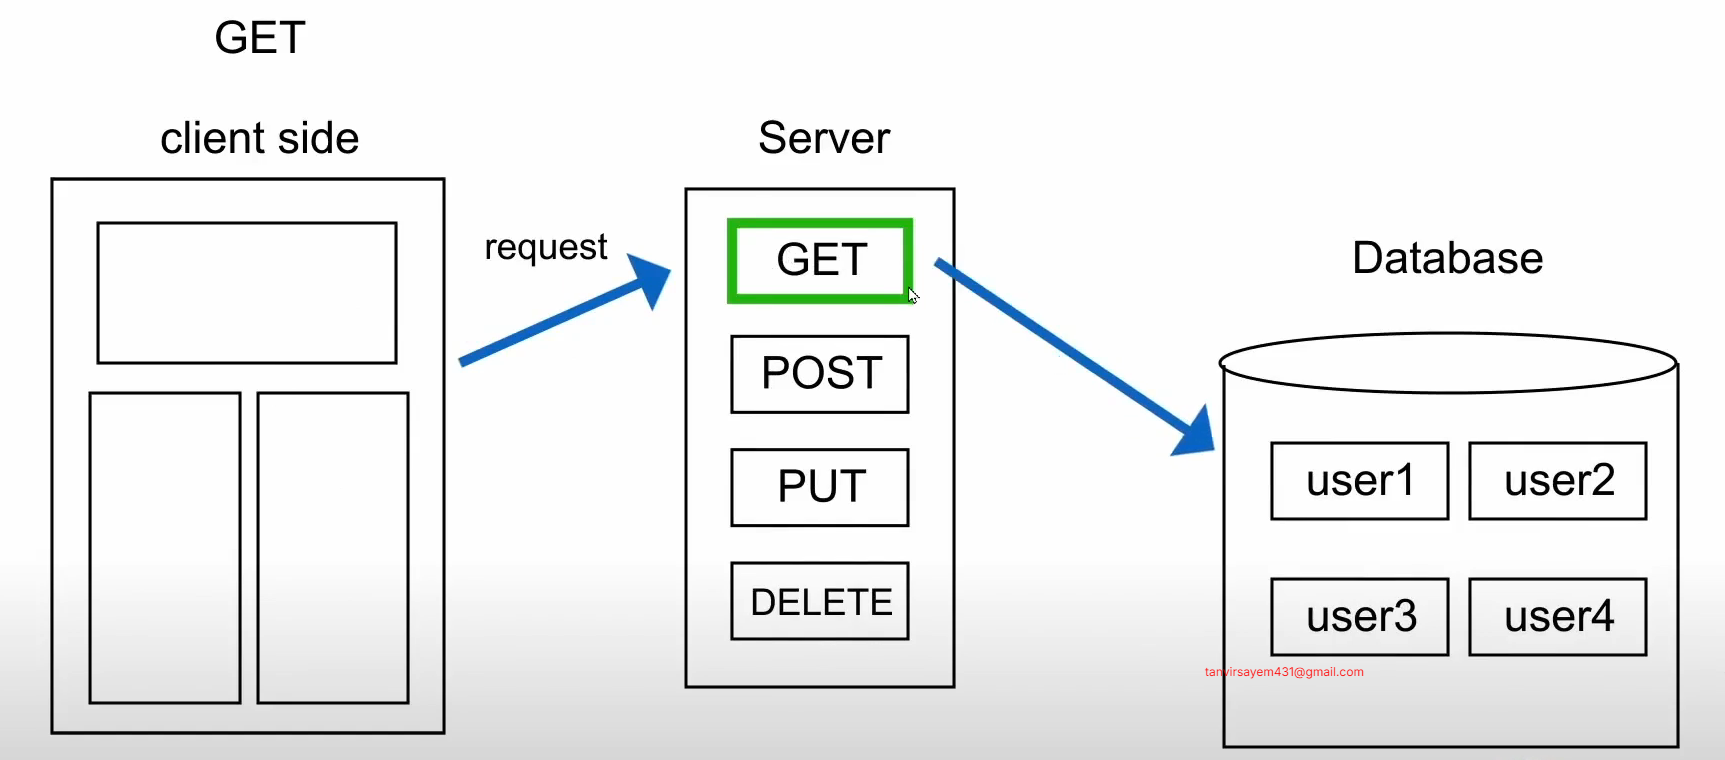 GET
client side
Server
request
GET
Database
POST
PUT
user1
user2
DELETE
user3
user4
tanvirsayem431@gmail.com